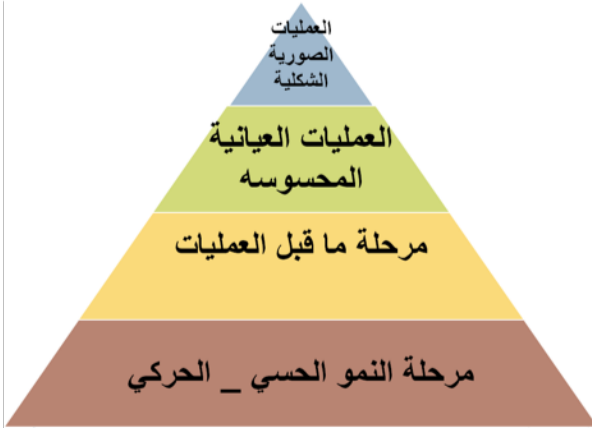 العمليات
الصورية
الشكلية
العمليات العيانية
المحسوسه
مرحلة ما قبل العمليات
مرحلة النمو الحسي _ الحركي